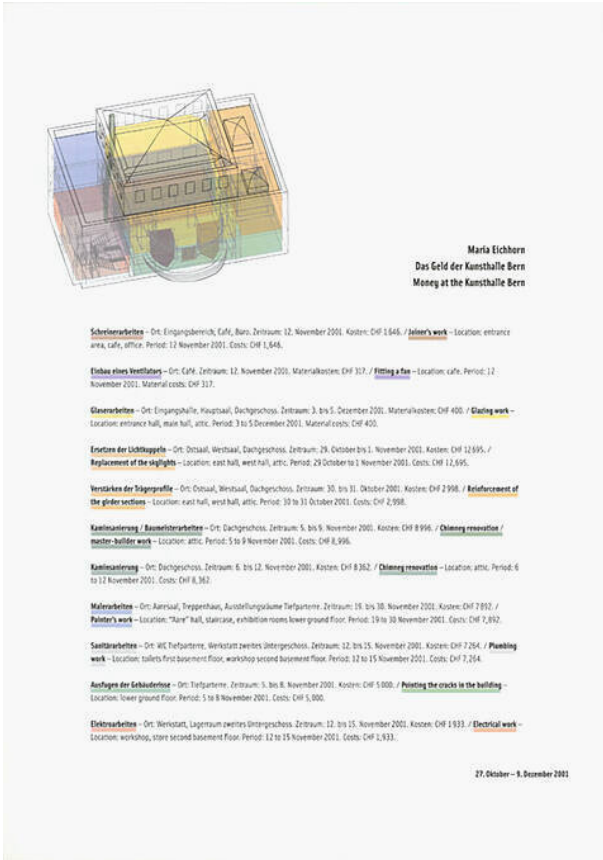 Maria Eichhorn
Das Geld der Kunsthalle Bern
Money at the Kunsthalle Bern
Schreinerarbeiten – Ort: Eingangsbereich, Café, Büro. Zeitraum: 12. November 2001. Kosten: CHF 1 646. / Joiner's work – Location: entrance
area, cafe, office. Period: 12 November 2001. Costs: CHF 1,646.
Einbau eines Ventilators – Ort: Café. Zeitraum: 12. November 2001. Materialkosten: CHF 317. / Fitting a fan – Location: cafe. Period: 12
November 2001. Material costs: CHF 317.
Glaserarbeiten – Ort: Eingangshalle, Hauptsaal, Dachgeschoss. Zeitraum: 3. bis 5. Dezember 2001. Materialkosten: CHF 400. / Glazing work –
Location: entrance hall, main hall, attic. Period: 3 to 5 December 2001. Material costs: CHF 400.
Ersetzen der Lichtkuppeln – Ort: Ostsaal, Westsaal, Dachgeschoss. Zeitraum: 29. Oktober bis 1. November 2001. Kosten: CHF 12 695. /
Replacement of the skylights – Location: east hall, west hall, attic. Period: 29 October to 1 November 2001. Costs: CHF 12,695.
Verstärken der Trägerprofile – Ort: Ostsaal, Westsaal, Dachgeschoss. Zeitraum: 30. bis 31. Oktober 2001. Kosten: CHF 2 998. / Reinforcement of
the girder sections – Location: east hall, west hall, attic. Period: 30 to 31 October 2001. Costs: CHF 2,998.
Kaminsanierung / Baumeisterarbeiten – Ort: Dachgeschoss. Zeitraum: 5. bis 9. November 2001. Kosten: CHF 8 996. / Chimney renovation /
master-builder work – Location: attic. Period: 5 to 9 November 2001. Costs: CHF 8,996.
Kaminsanierung – Ort: Dachgeschoss. Zeitraum: 6. bis 12. November 2001. Kosten: CHF 8 362. / Chimney renovation – Location: attic. Period: 6
to 12 November 2001. Costs: CHF 8,362.
Malerarbeiten – Ort: Aaresaal, Treppenhaus, Ausstellungsräume Tiefparterre. Zeitraum: 19. bis 30. November 2001. Kosten: CHF 7 892. /
Painter's work – Location: "Aare" hall, staircase, exhibition rooms lower ground floor. Period: 19 to 30 November 2001. Costs: CHF 7,892.
Sanitärarbeiten – Ort: WC Tiefparterre, Werkstatt zweites Untergeschoss. Zeitraum: 12. bis 15. November 2001. Kosten: CHF 7 264. / Plumbing
work – Location: toilets first basement floor, workshop second basement floor. Period: 12 to 15 November 2001. Costs: CHF 7,264.
Ausfugen der Gebäuderisse – Ort: Tiefparterre. Zeitraum: 5. bis 8. November 2001. Kosten: CHF 5 000. / Pointing the cracks in the building –
Location: lower ground floor. Period: 5 to 8 November 2001. Costs: CHF 5,000.
Elektroarbeiten – Ort: Werkstatt, Lagerraum zweites Untergeschoss. Zeitraum: 12. bis 15. November 2001. Kosten: CHF 1 933. / Electrical work –
Location: workshop, store second basement floor. Period: 12 to 15 November 2001. Costs: CHF 1,933.
27. Oktober – 9. Dezember 2001